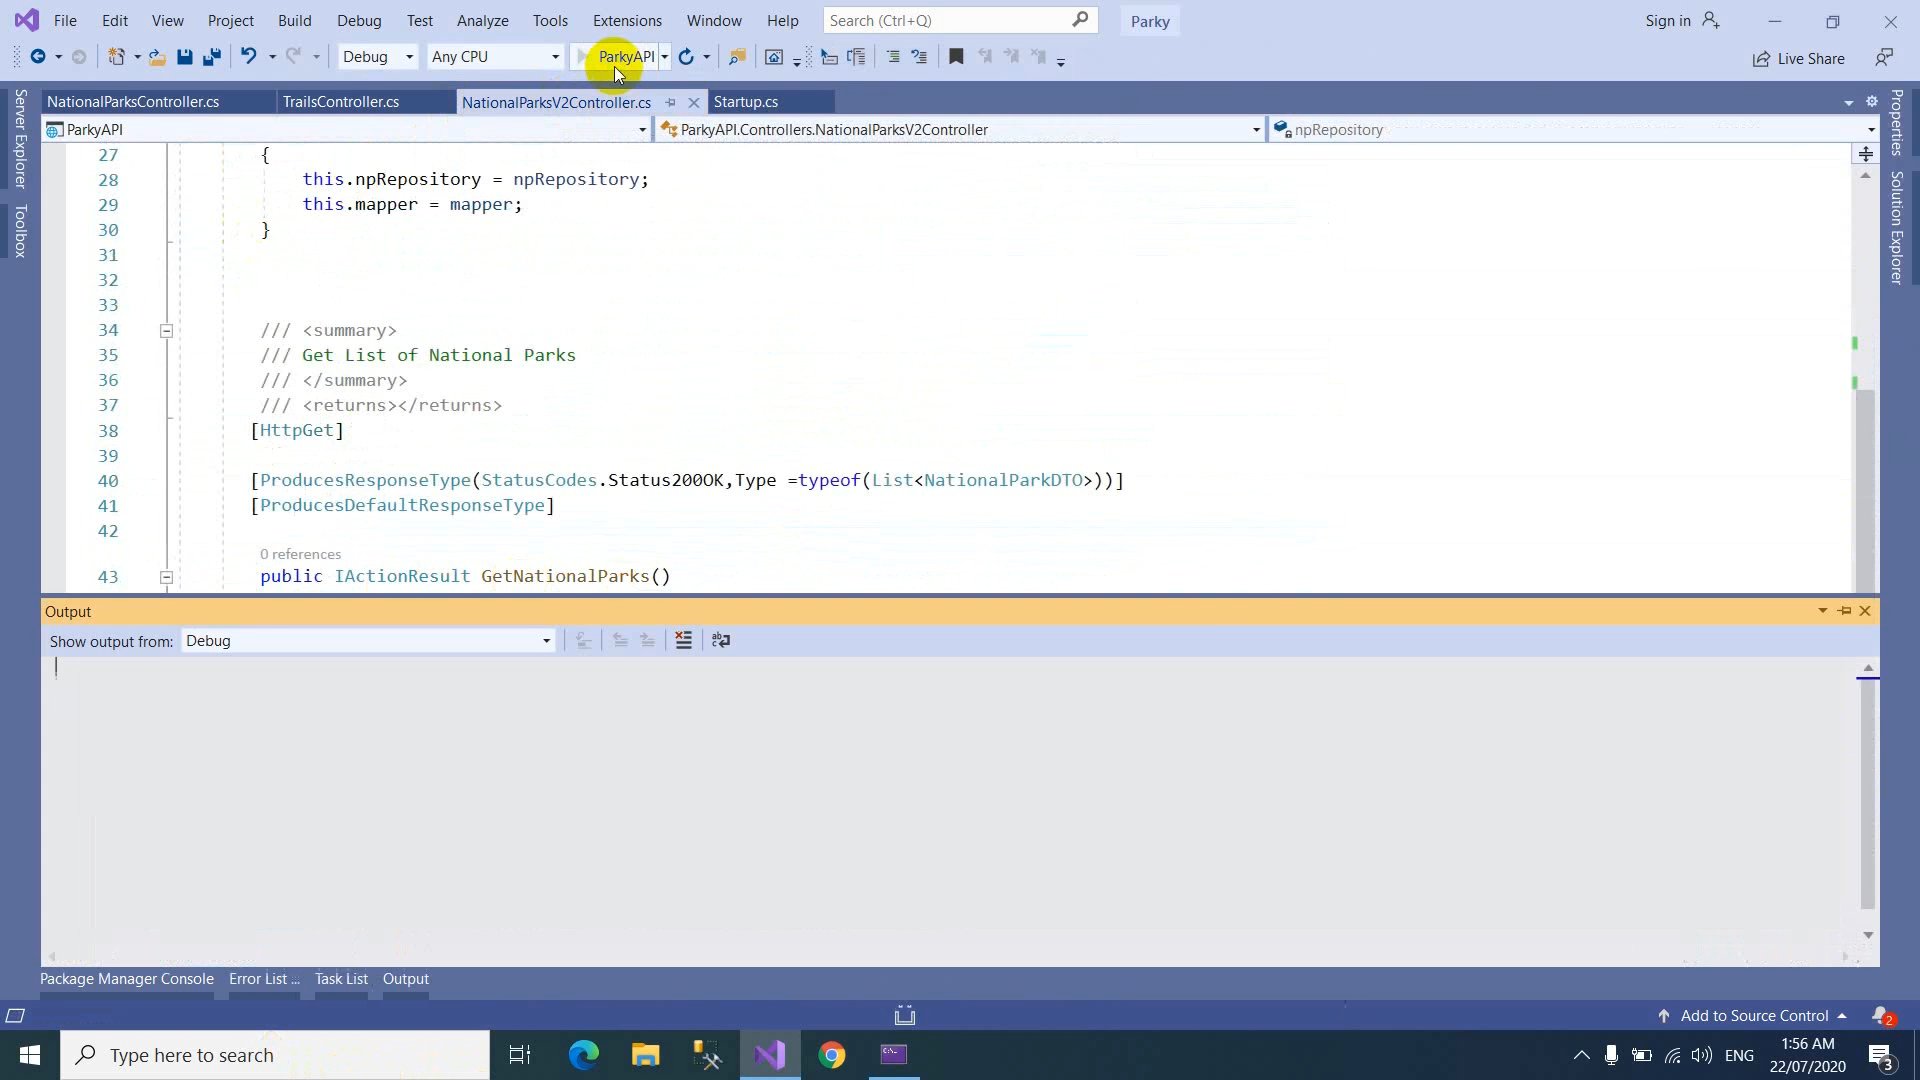 File Edit View Project Build Debug Test Analyze Tools Extensions Window Help Search (Ctrl+Q) Parky Sign in
Debug Any CPU ParkyAPI Live Share
Server Explorer
Toolbox
NationalParksController.cs TrailsController.cs NationalParksV2Controller.cs Startup.cs
ParkyAPI ParkyAPI.Controllers.NationalParksV2Controller npRepository
27 {
28 this.npRepository = npRepository;
29 this.mapper = mapper;
30 }
31
32
33
34 /// <summary>
35 /// Get List of National Parks
36 /// </summary>
37 /// <returns></returns>
38 [HttpGet]
39
40 [ProducesResponseType(StatusCodes.Status200OK,Type =typeof(List<NationalParkDTO>))]
41 [ProducesDefaultResponseType]
42
0 references
43 public IActionResult GetNationalParks()
Properties
Solution Explorer
Output
Show output from: Debug
Package Manager Console Error List ... Task List Output
Add to Source Control 2
Type here to search
ENG
1:56 AM
22/07/2020
3